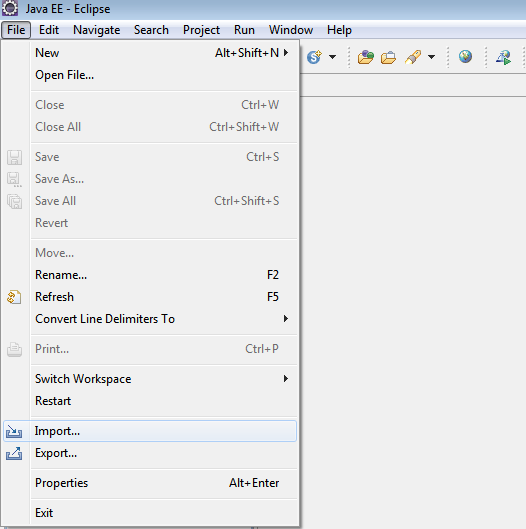 Java EE - Eclipse
File Edit Navigate Search Project Run Window Help
New Alt+Shift+N
Open File...
Close Ctrl+W
Close All Ctrl+Shift+W
Save Ctrl+S
Save As...
Save All Ctrl+Shift+S
Revert
Move...
Rename... F2
Refresh F5
Convert Line Delimiters To
Print... Ctrl+P
Switch Workspace
Restart
Import...
Export...
Properties Alt+Enter
Exit